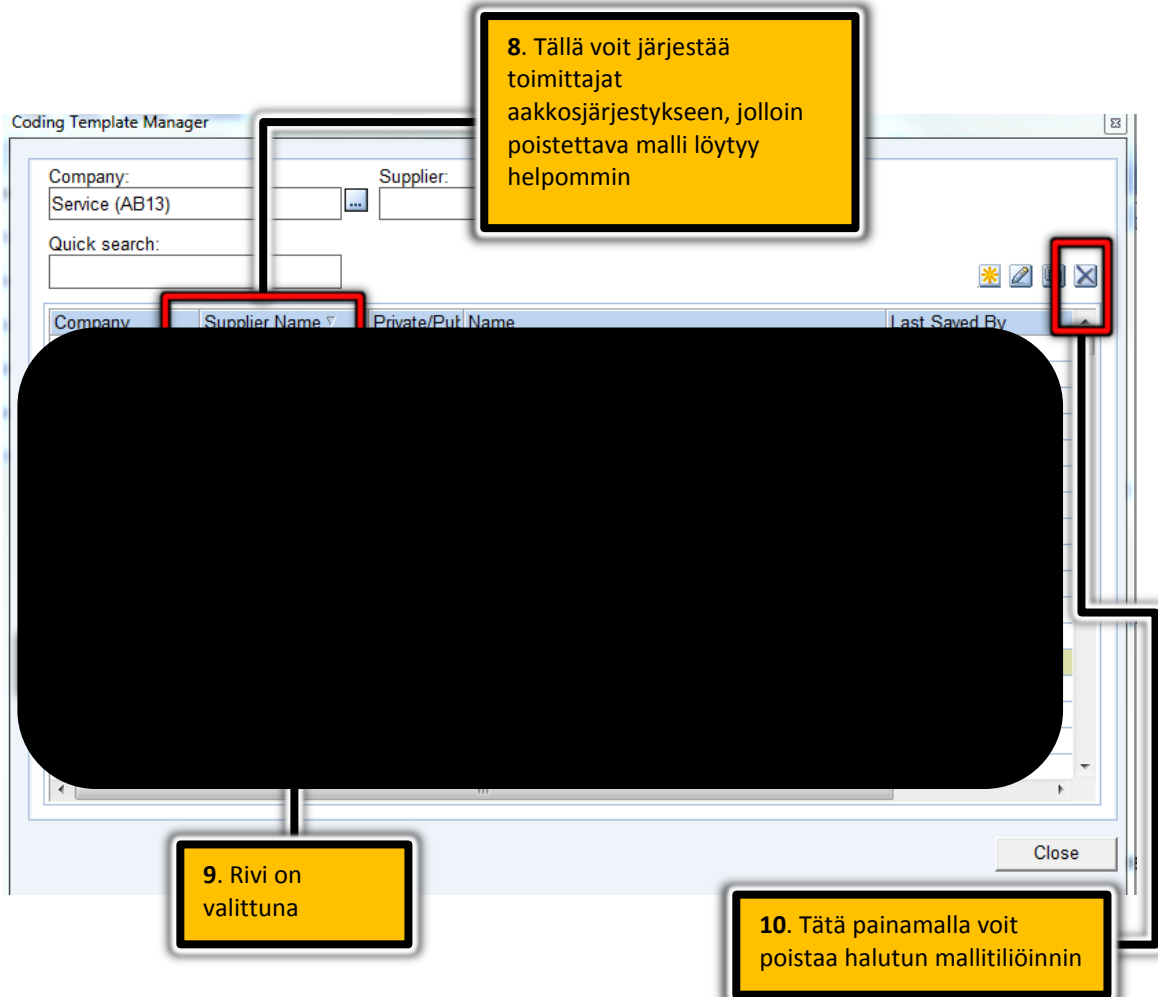 8. Tällä voit järjestää
toimittajat
aakkosjärjestykseen, jolloin
poistettava malli löytyy
helpommin
Coding Template Manager
Company:
Supplier:
Service (AB13)
...
Quick search:
Company
Supplier Name
Private/Put
Name
Last Saved By
Close
9. Rivi on
valittuna
10. Tätä painamalla voit
poistaa halutun mallitiliöinnin